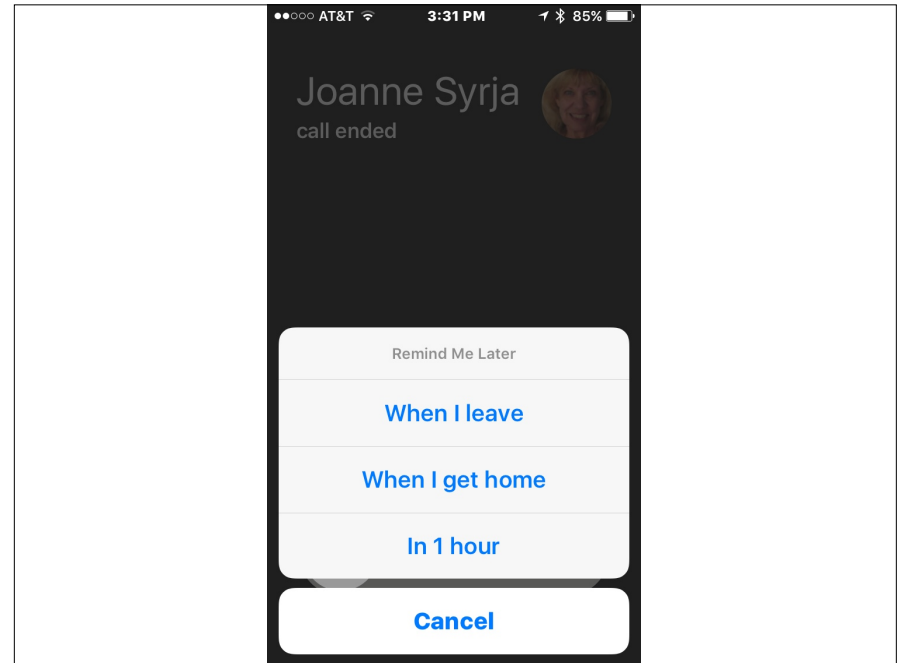 AT&T 3:31 PM 85%
Joanne Syrja
call ended
Remind Me Later
When I leave
When I get home
In 1 hour
Cancel